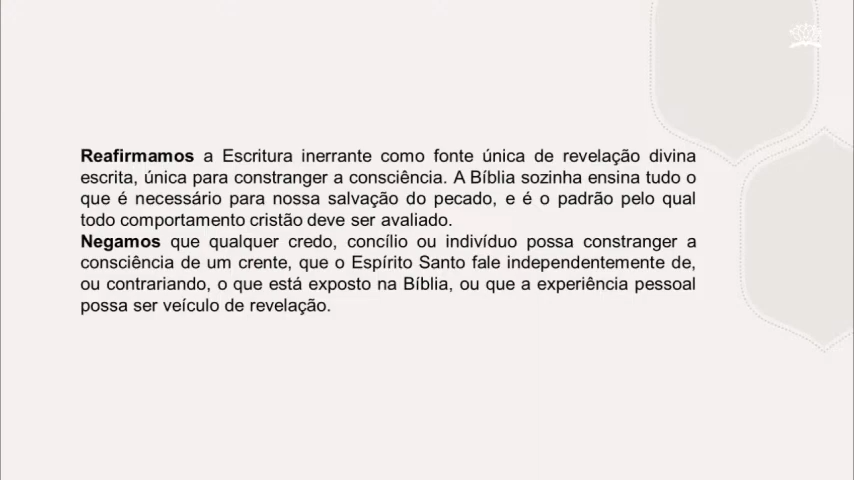 Reafirmamos a Escritura inerrante como fonte única de revelação divina
escrita, única para constranger a consciência. A Bíblia sozinha ensina tudo o
que é necessário para nossa salvação do pecado, e é o padrão pelo qual
todo comportamento cristão deve ser avaliado.
Negamos que qualquer credo, concílio ou indivíduo possa constranger a
consciência de um crente, que o Espírito Santo fale independentemente de,
ou contrariando, o que está exposto na Bíblia, ou que a experiência pessoal
possa ser veículo de revelação.